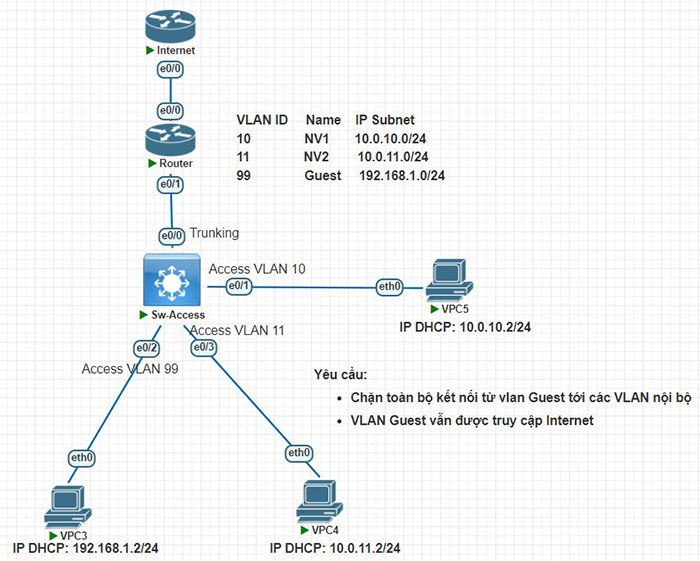 Internet
e0/0
e0/0
Router
e0/1
VLAN ID Name IP Subnet
10 NV1 10.0.10.0/24
11 NV2 10.0.11.0/24
99 Guest 192.168.1.0/24
e0/0 Trunking
Access VLAN 10
e0/1
eth0
Sw-Access
VPC5
IP DHCP: 10.0.10.2/24
Access VLAN 11
e0/2
e0/3
Access VLAN 99
Yêu cầu:
• Chặn toàn bộ kết nối từ vlan Guest tới các VLAN nội bộ
• VLAN Guest vẫn được truy cập Internet
eth0
eth0
VPC3
IP DHCP: 192.168.1.2/24
VPC4
IP DHCP: 10.0.11.2/24